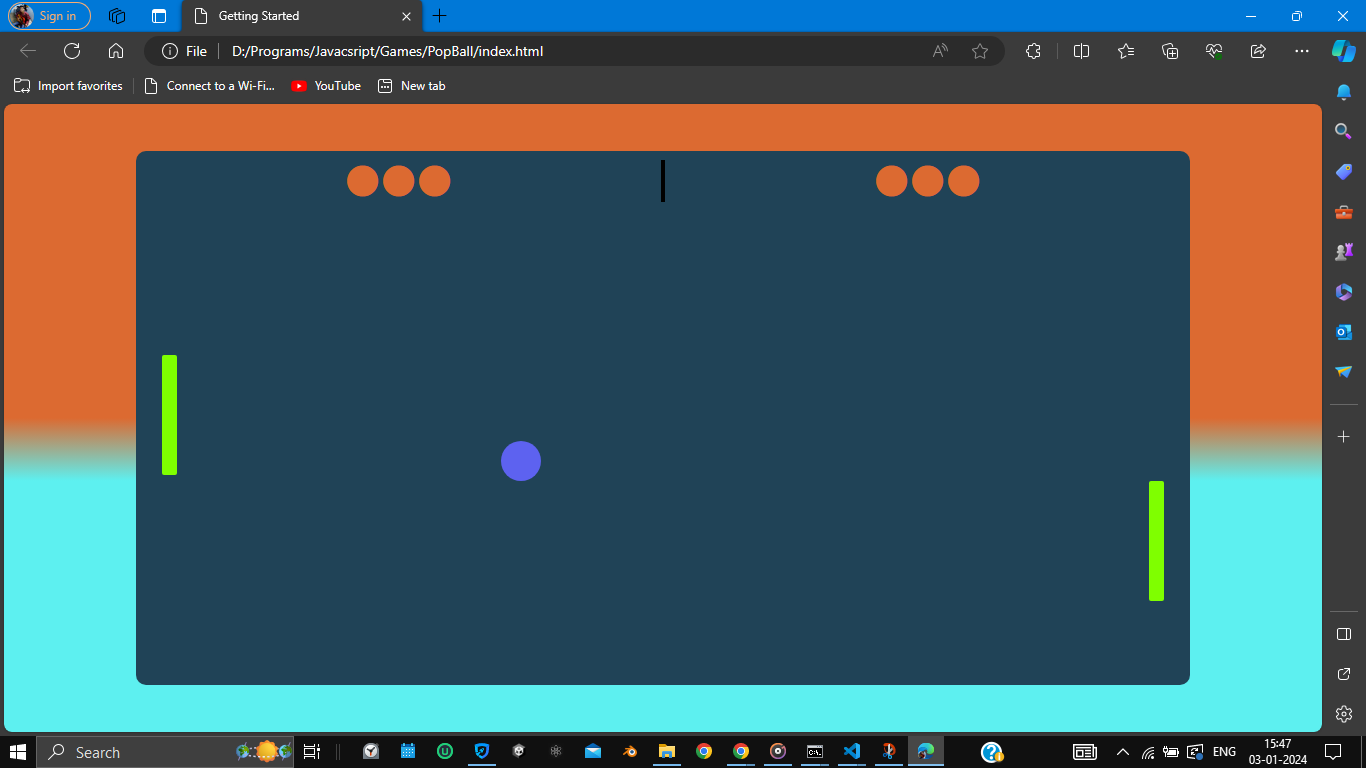 Sign in
Getting Started
File
D:/Programs/Javacsript/Games/PopBall/index.html
Import favorites
Connect to a Wi-Fi...
YouTube
New tab
Search
ENG
15:47
03-01-2024